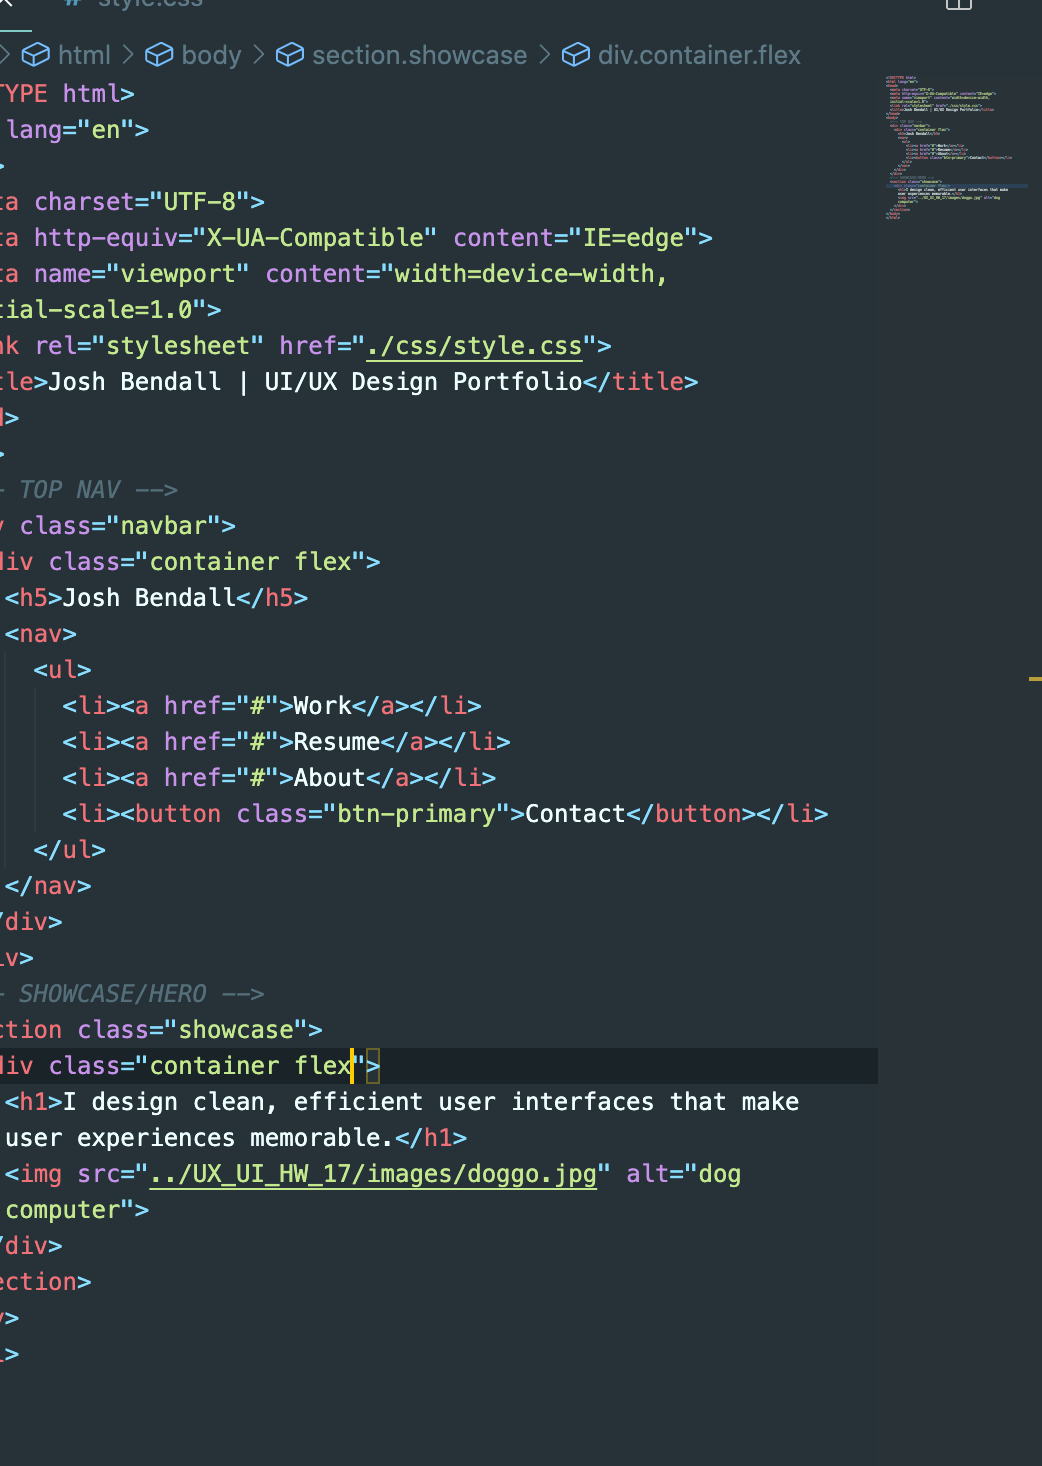 # style.css
html > body > section.showcase > div.container.flex
TYPE html>
lang="en">
>
ta charset="UTF-8">
ta http-equiv="X-UA-Compatible" content="IE=edge">
ta name="viewport" content="width=device-width,
tial-scale=1.0">
nk rel="stylesheet" href="./css/style.css">
tle>Josh Bendall | UI/UX Design Portfolio</title>
d>
>
- TOP NAV -->
v class="navbar">
div class="container flex">
<h5>Josh Bendall</h5>
<nav>
<ul>
<li><a href="#">Work</a></li>
<li><a href="#">Resume</a></li>
<li><a href="#">About</a></li>
<li><button class="btn-primary">Contact</button></li>
</ul>
</nav>
/div>
iv>
- SHOWCASE/HERO -->
ction class="showcase">
div class="container flex">
<h1>I design clean, efficient user interfaces that make
user experiences memorable.</h1>
<img src="../UX_UI_HW_17/images/doggo.jpg" alt="dog
computer">
/div>
ection>
y>
l>